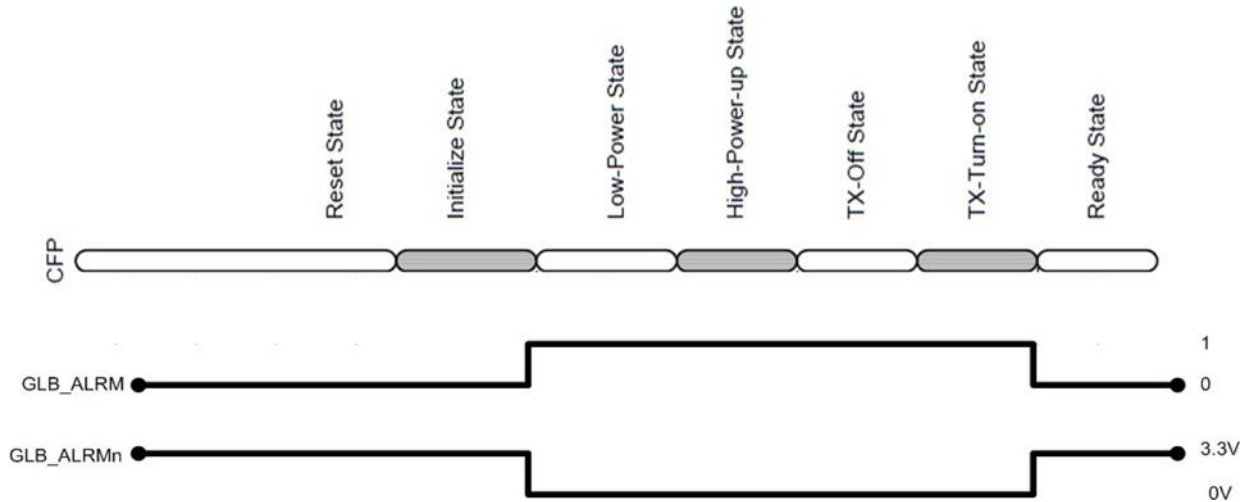 Reset State
Initialize State
Low-Power State
High-Power-up State
TX-Off State
TX-Turn-on State
Ready State
CFP
1
GLB_ALRM
0
GLB_ALRMn
3.3V
0V